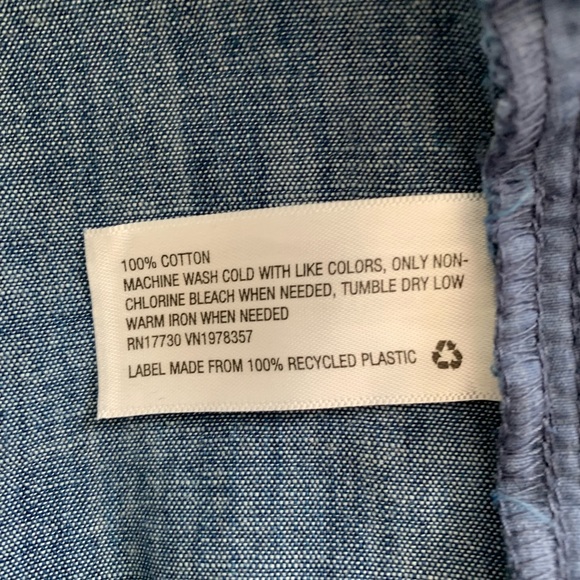 100% COTTON
MACHINE WASH COLD WITH LIKE COLORS, ONLY NON-
CHLORINE BLEACH WHEN NEEDED, TUMBLE DRY LOW
WARM IRON WHEN NEEDED
RN17730 VN1978357
LABEL MADE FROM 100% RECYCLED PLASTIC